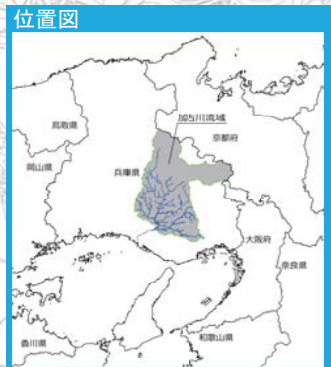 位置図
鳥取県
加古川流域
京都府
岡山県
兵庫県
大阪府
奈良県
香川県
和歌山県